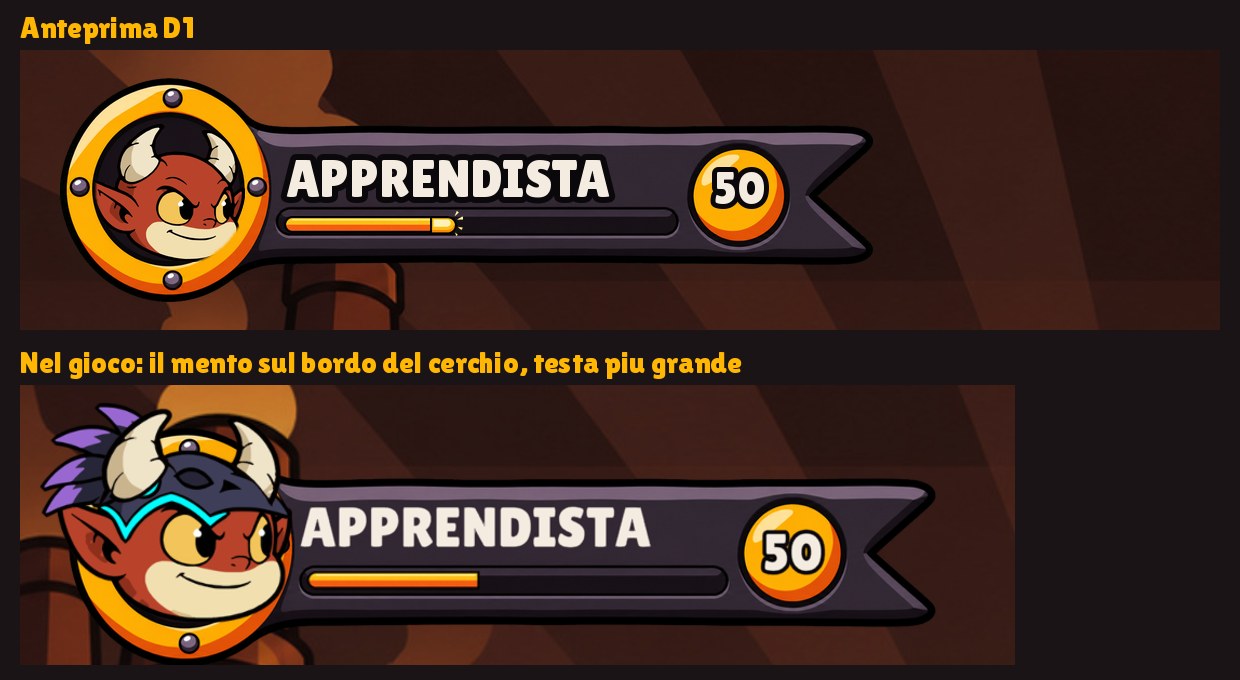 Anteprima D1
APPRENDISTA
50
Nel gioco: il mento sul bordo del cerchio, testa piu grande
APPRENDISTA
50